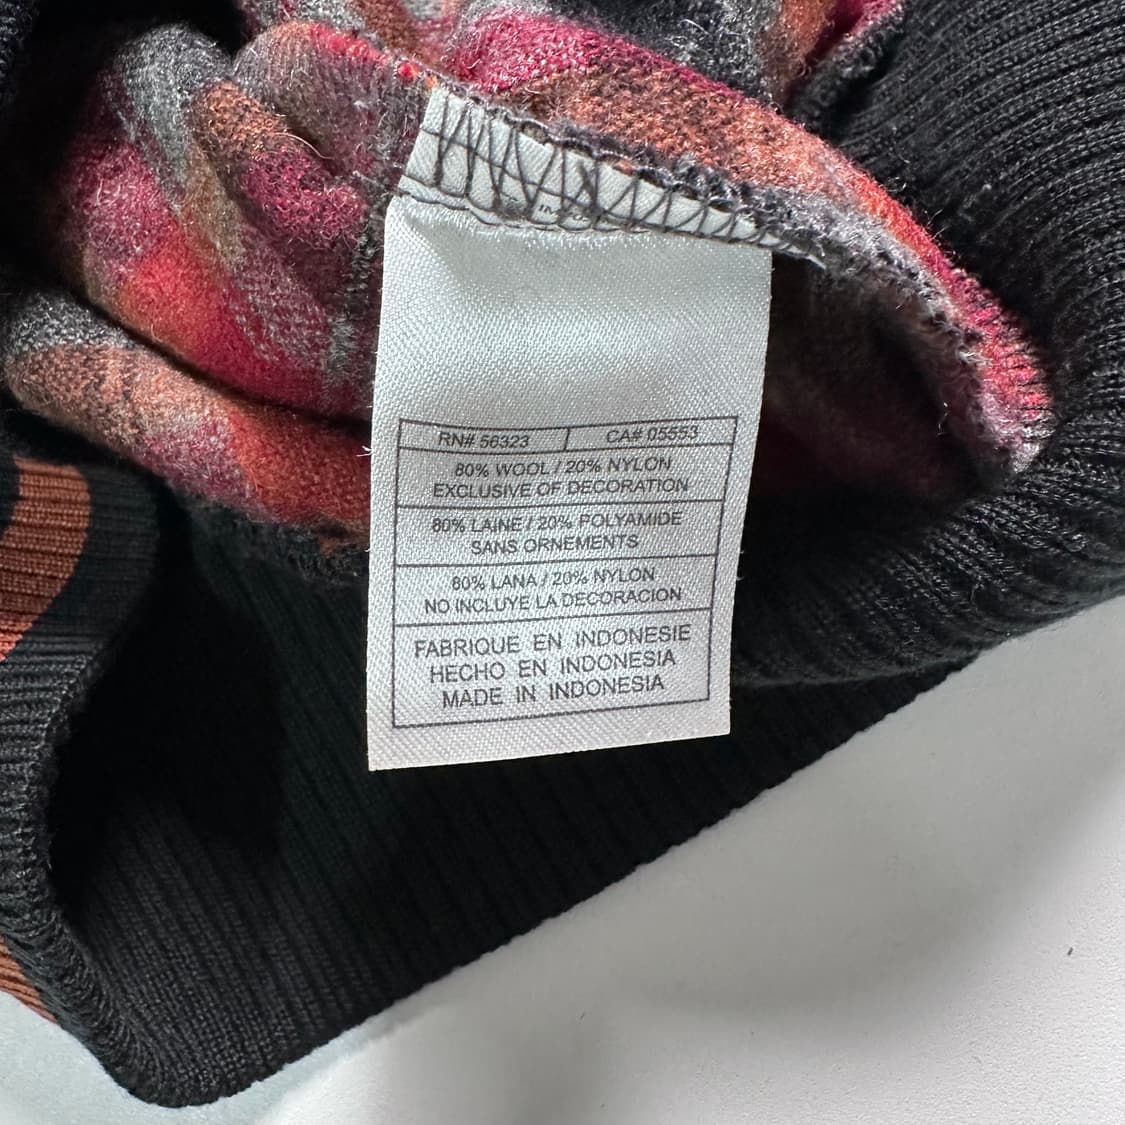 RN# 56323 CA# 05553
80% WOOL / 20% NYLON
EXCLUSIVE OF DECORATION
80% LAINE / 20% POLYAMIDE
SANS ORNEMENTS
80% LANA / 20% NYLON
NO INCLUYE LA DECORACION
FABRIQUE EN INDONESIE
HECHO EN INDONESIA
MADE IN INDONESIA